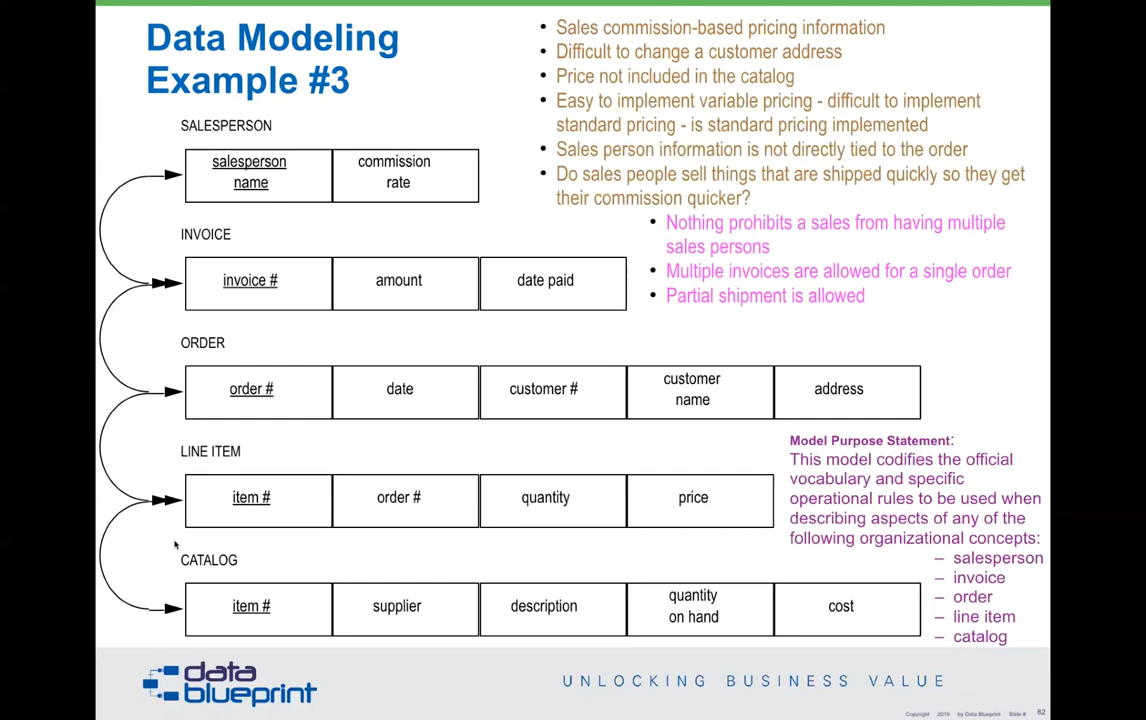 Data Modeling
Example #3
• Sales commission-based pricing information
• Difficult to change a customer address
• Price not included in the catalog
• Easy to implement variable pricing - difficult to implement
standard pricing - is standard pricing implemented
• Sales person information is not directly tied to the order
• Do sales people sell things that are shipped quickly so they get
their commission quicker?
• Nothing prohibits a sales from having multiple
sales persons
• Multiple invoices are allowed for a single order
• Partial shipment is allowed
SALESPERSON
salesperson
name
commission
rate
INVOICE
invoice #
amount
date paid
ORDER
order #
date
customer #
customer
name
address
LINE ITEM
item #
order #
quantity
price
CATALOG
item #
supplier
description
quantity
on hand
cost
Model Purpose Statement:
This model codifies the official
vocabulary and specific
operational rules to be used when
describing aspects of any of the
following organizational concepts:
– salesperson
– invoice
– order
– line item
– catalog
data
blueprint
UNLOCKING BUSINESS VALUE
Copyright 2019 by Data Blueprint Slide # 82